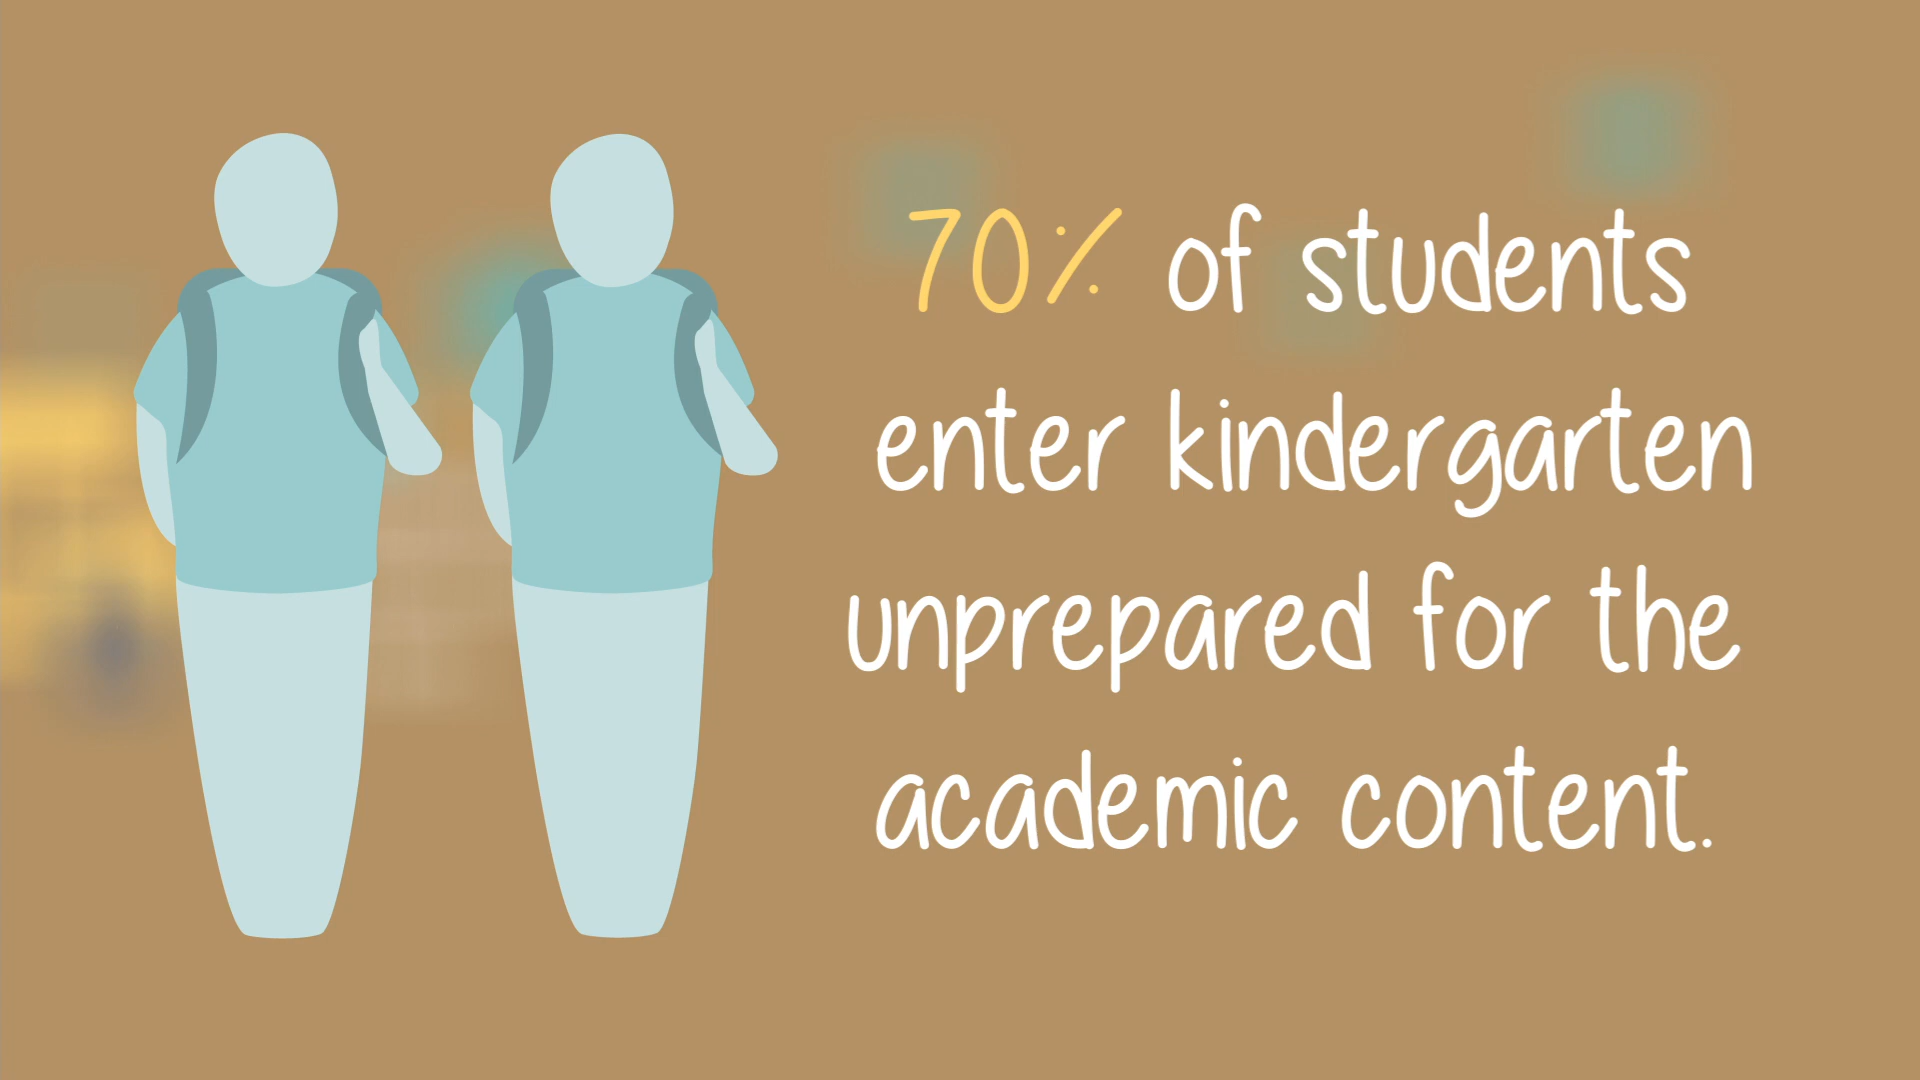 70% of students
enter kindergarten
unprepared for the
academic content.